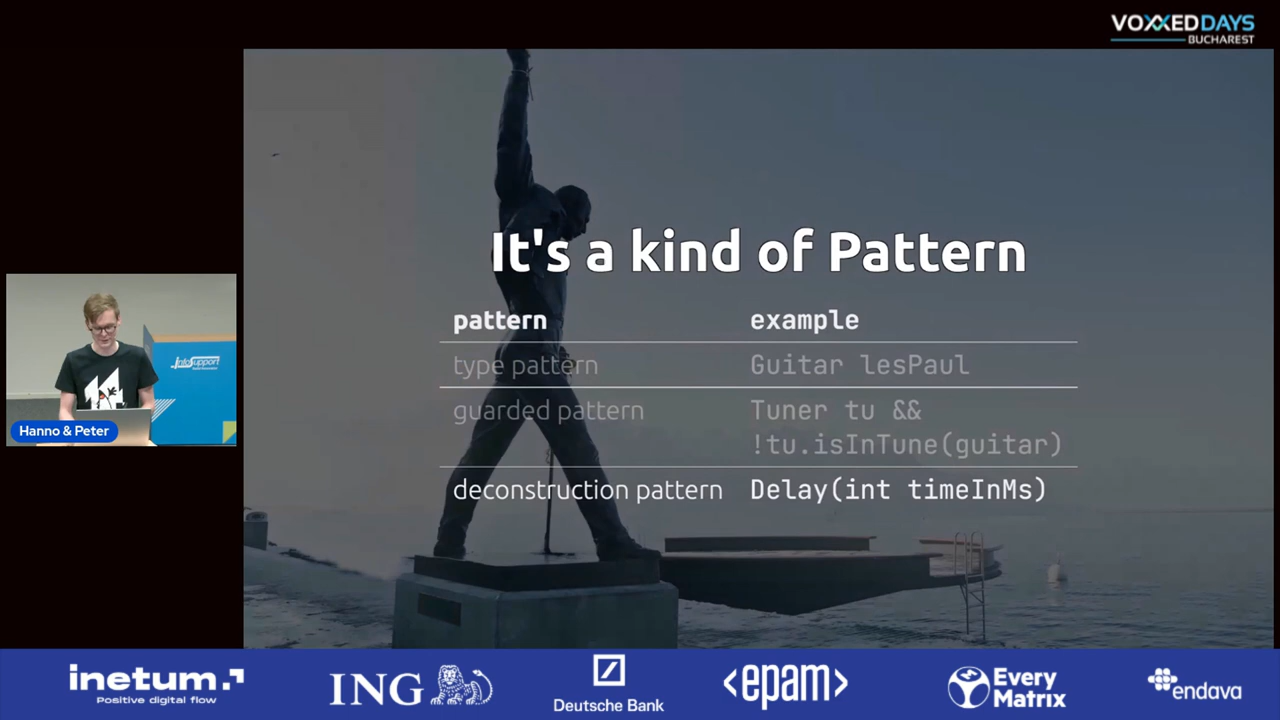 VOXXED DAYS
BUCHAREST
It's a kind of Pattern
pattern example
type pattern Guitar lesPaul
guarded pattern Tuner tu &&
!tu.isInTune(guitar)
deconstruction pattern Delay(int timeInMs)
infoSupport
Hanno & Peter
inetum.
Positive digital flow
ING
Deutsche Bank
<epam>
Every
Matrix
endava